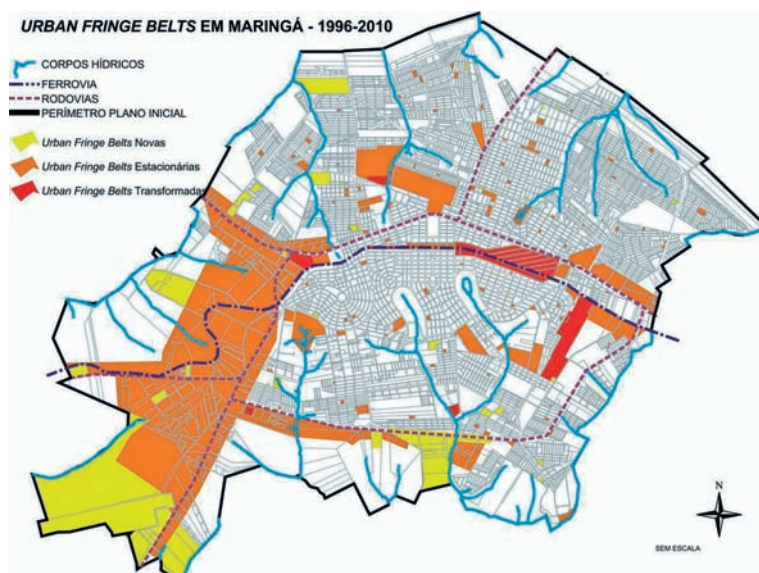 URBAN FRINGE BELTS EM MARINGÁ - 1996-2010
CORPOS HÍDRICOS
FERROVIA
RODOVIAS
PERÍMETRO PLANO INICIAL
Urban Fringe Belts Novas
Urban Fringe Belts Estacionárias
Urban Fringe Belts Transformadas
N
SEM ESCALA